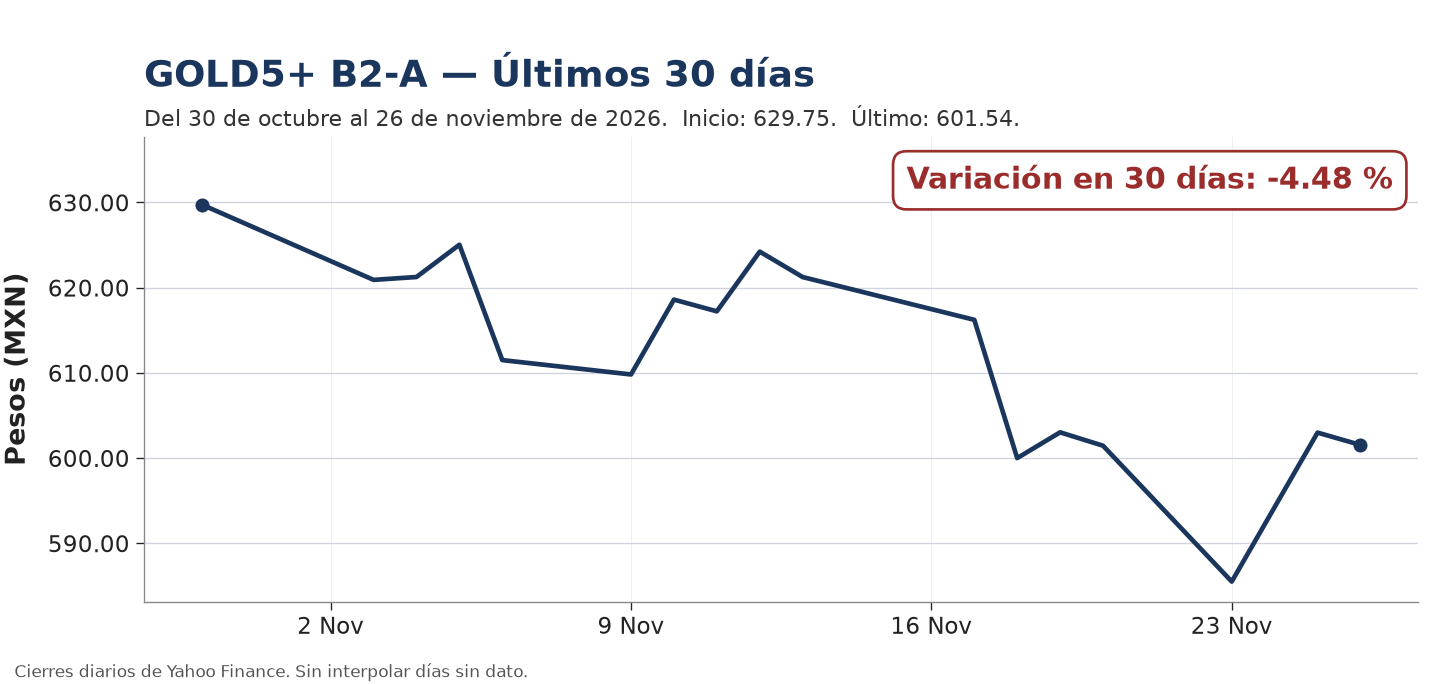 GOLD5+ B2-A — Últimos 30 días
Del 30 de octubre al 26 de noviembre de 2026.  Inicio: 629.75.  Último: 601.54.
Variación en 30 días: -4.48 %
Pesos (MXN)
630.00
620.00
610.00
600.00
590.00
2 Nov
9 Nov
16 Nov
23 Nov
Cierres diarios de Yahoo Finance. Sin interpolar días sin dato.